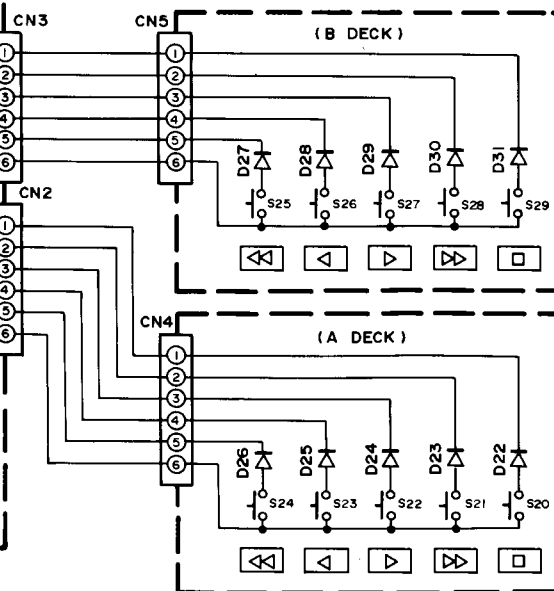 CN3
CN5
(B DECK)
1 1
2 2
3 3
4 4
5 5
6 6
D27 D28 D29 D30 D31
S25 S26 S27 S28 S29
CN2
1
2
3
4
5
6
CN4
(A DECK)
1
2
3
4
5
6
D26 D25 D24 D23 D22
S24 S23 S22 S21 S20